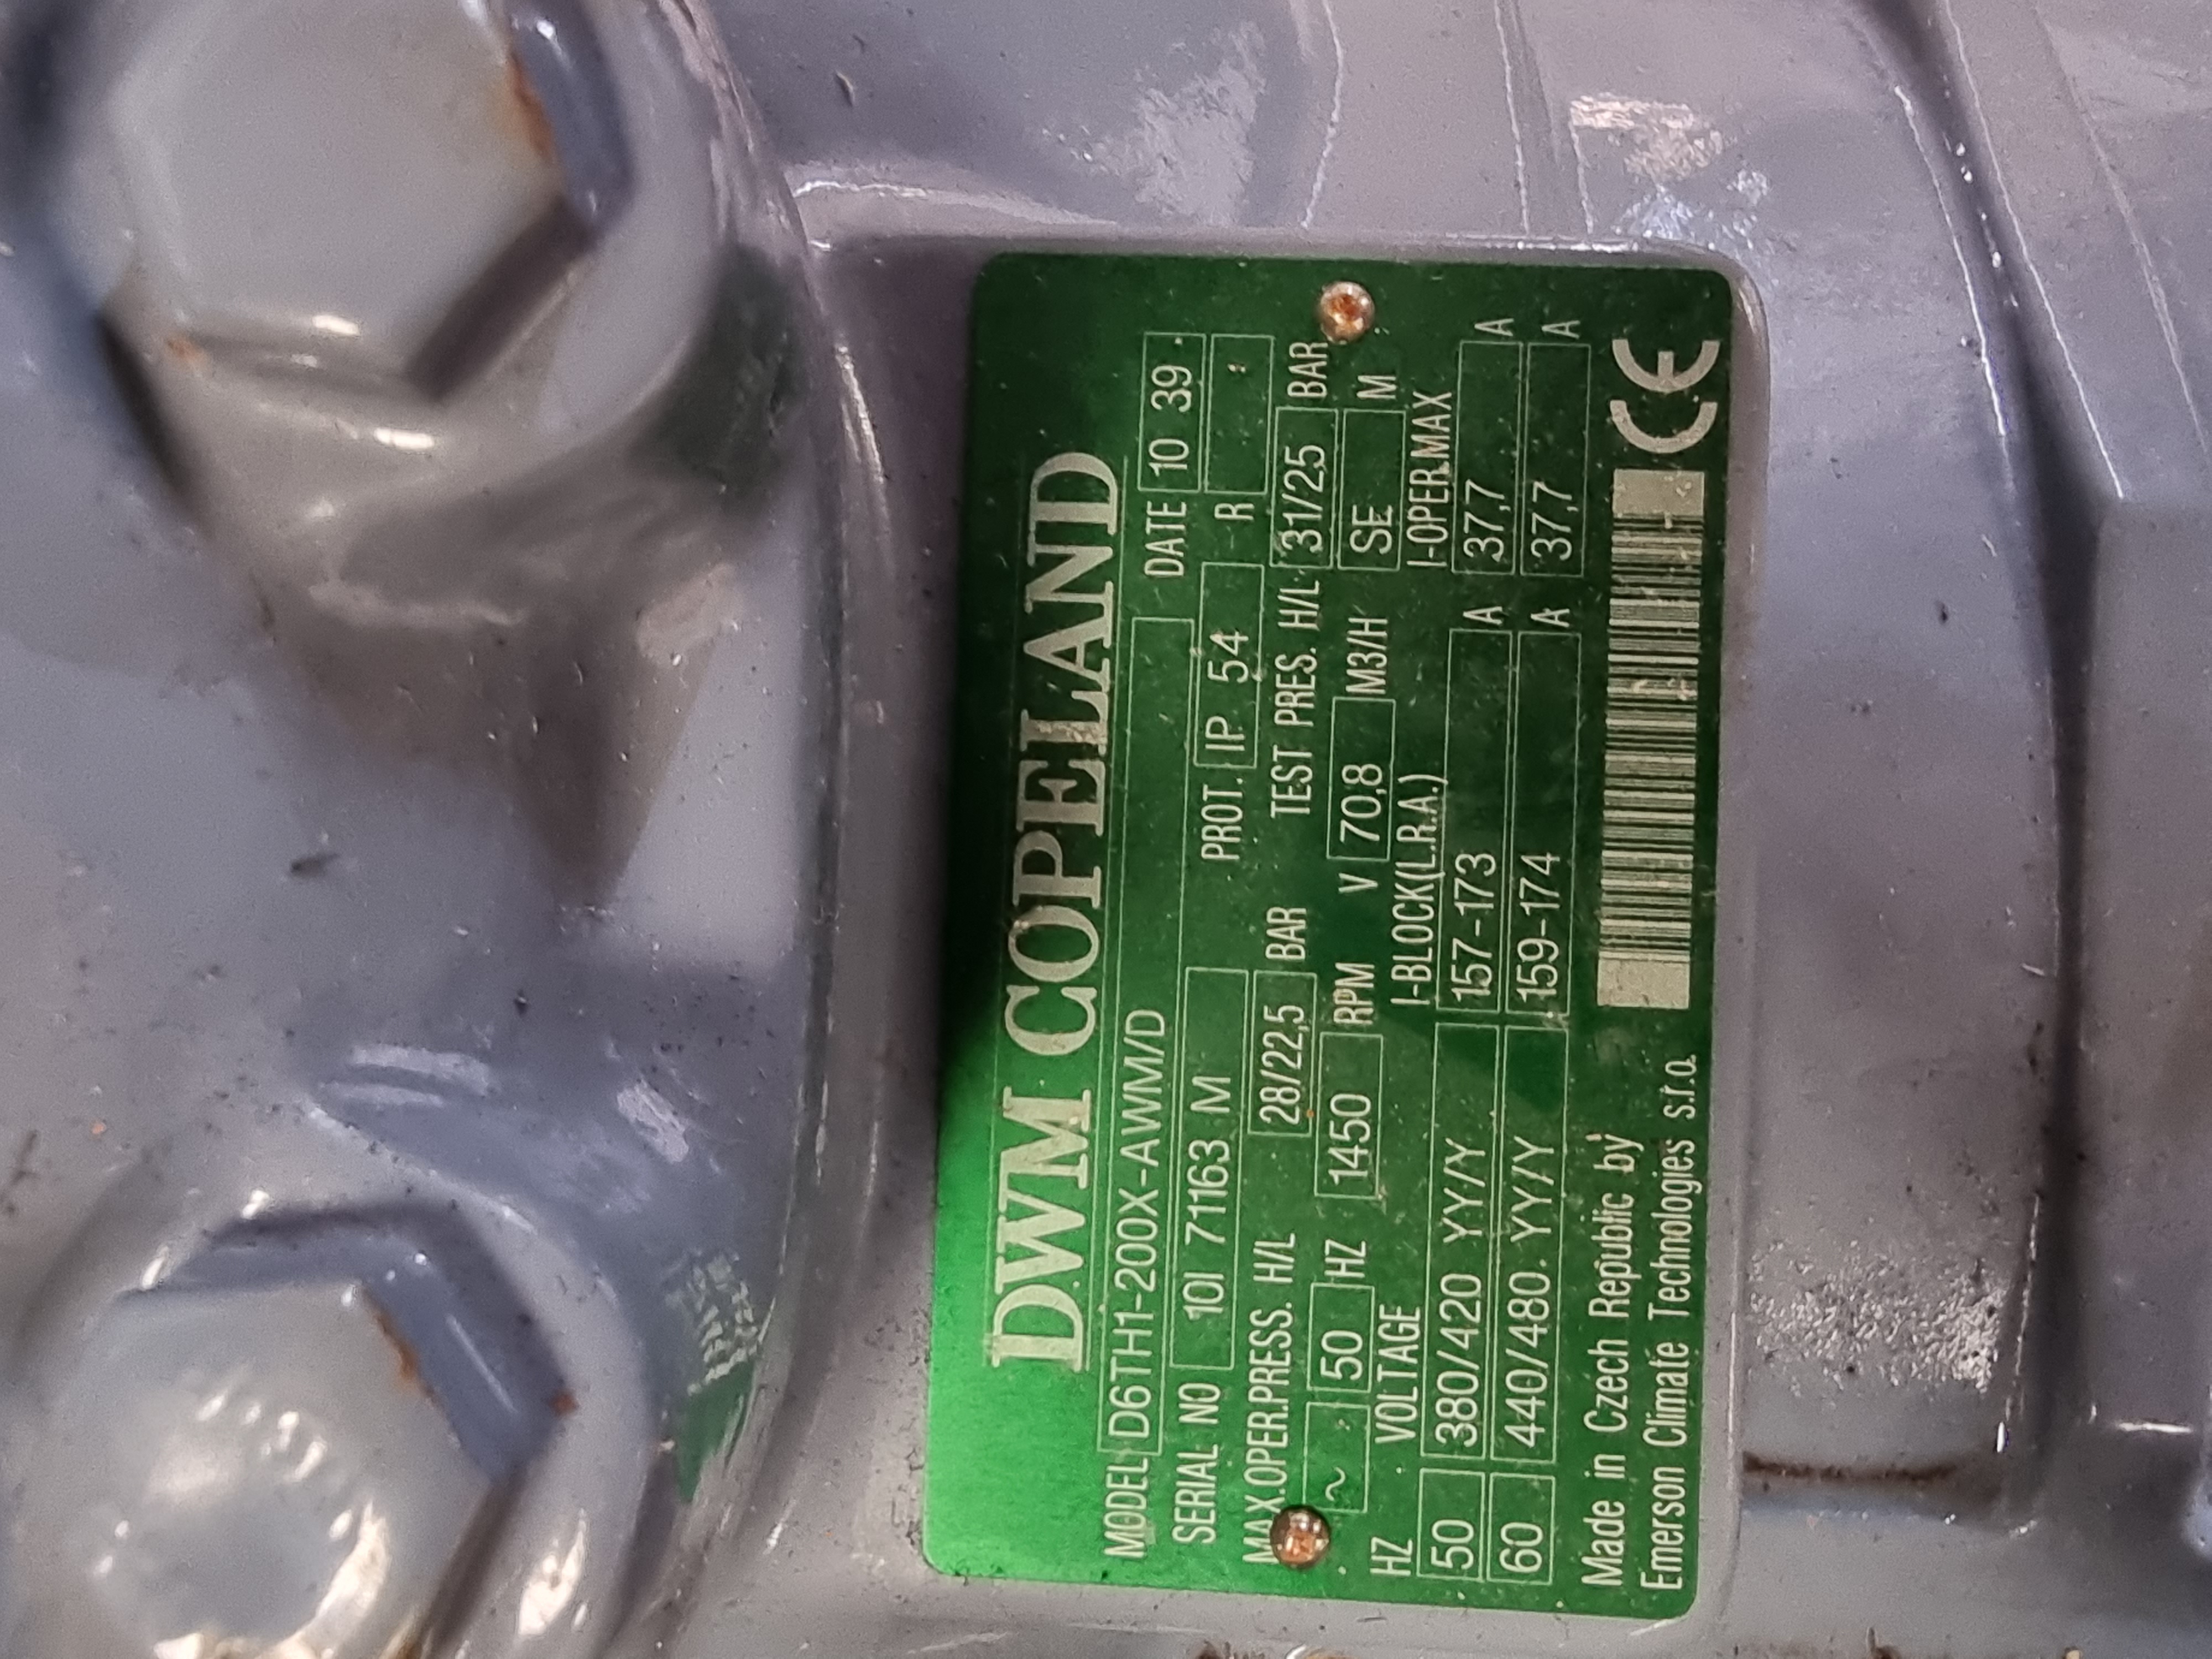 DWM COPELAND
MODEL D6TH1-200X-AWM/D DATE 10 39
SERIAL NO 10I 71163 M PROT. IP 54 R
MAX.OPER.PRESS. H/L 28/22,5 BAR TEST PRES. H/L 31/25 BAR
~ 50 HZ 1450 RPM V 70,8 M3/H SE M
HZ VOLTAGE I-BLOCK(L.R.A.) I-OPER.MAX
50 380/420 YY/Y 157-173 A 37,7 A
60 440/480. YY/Y 159-174 A 37,7 A
Made in Czech Republic by
Emerson Climate Technologies s.r.o.
CE